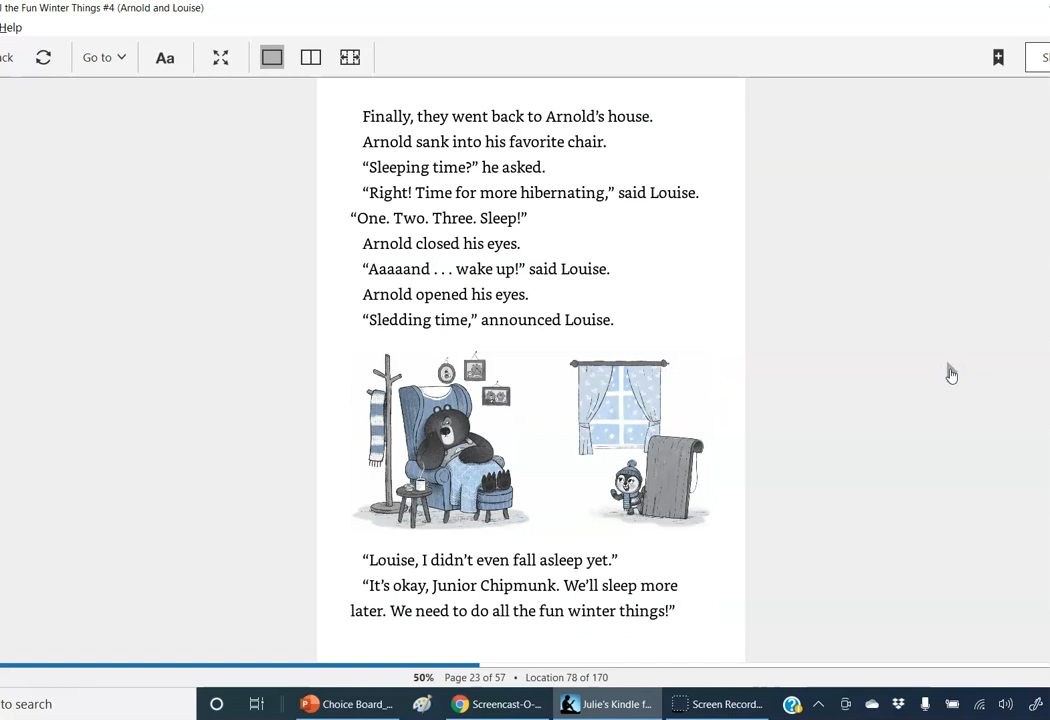 l the Fun Winter Things #4 (Arnold and Louise)
Help
ack
Go to
Aa
S
Finally, they went back to Arnold’s house.
Arnold sank into his favorite chair.
“Sleeping time?” he asked.
“Right! Time for more hibernating,” said Louise.
“One. Two. Three. Sleep!”
Arnold closed his eyes.
“Aaaaand . . . wake up!” said Louise.
Arnold opened his eyes.
“Sledding time,” announced Louise.
“Louise, I didn’t even fall asleep yet.”
“It’s okay, Junior Chipmunk. We’ll sleep more
later. We need to do all the fun winter things!”
50% Page 23 of 57 • Location 78 of 170
to search
Choice Board_...
Screencast-O-...
Julie's Kindle f...
Screen Record...